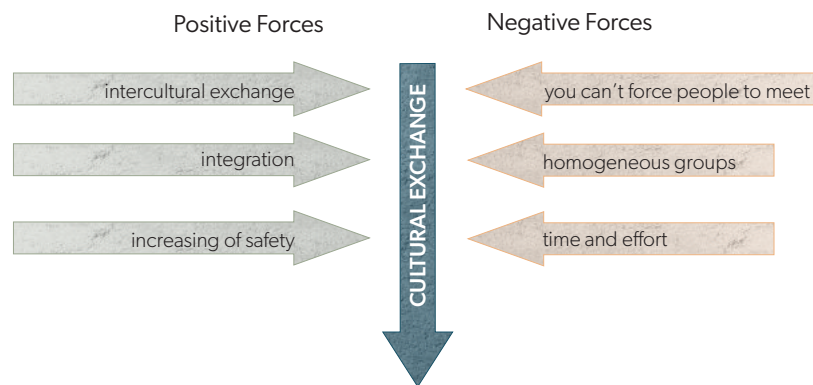 Positive Forces
Negative Forces
intercultural exchange
you can’t force people to meet
integration
homogeneous groups
increasing of safety
time and effort
CULTURAL EXCHANGE